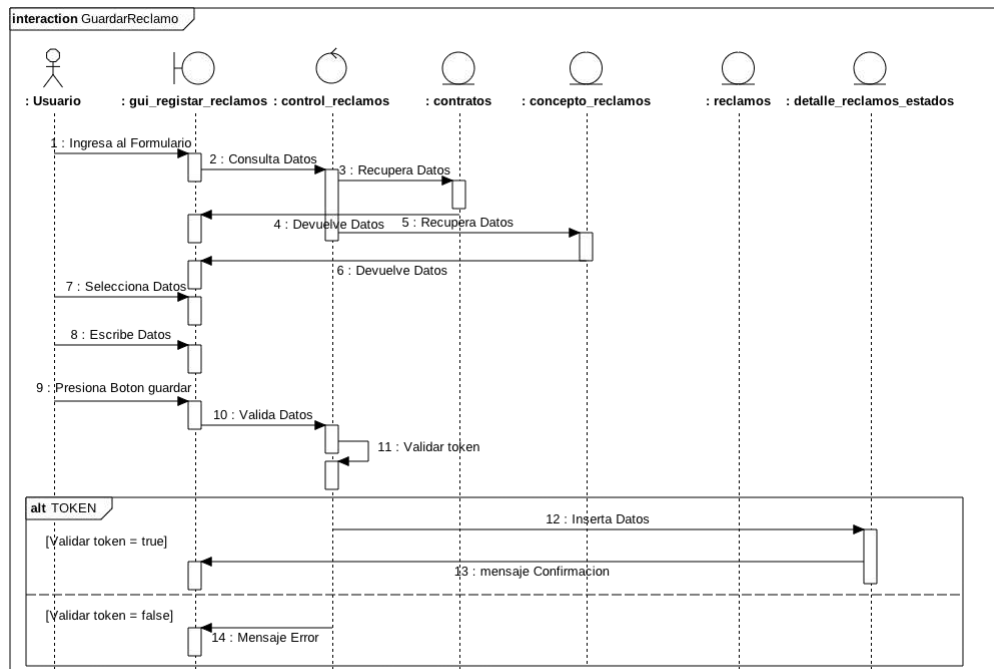 interaction GuardarReclamo
: Usuario
: gui_registar_reclamos
: control_reclamos
: contratos
: concepto_reclamos
: reclamos
: detalle_reclamos_estados
1 : Ingresa al Formulario
2 : Consulta Datos
3 : Recupera Datos
4 : Devuelve Datos
5 : Recupera Datos
6 : Devuelve Datos
7 : Selecciona Datos
8 : Escribe Datos
9 : Presiona Boton guardar
10 : Valida Datos
11 : Validar token
alt TOKEN
12 : Inserta Datos
[Validar token = true]
13 : mensaje Confirmacion
[Validar token = false]
14 : Mensaje Error